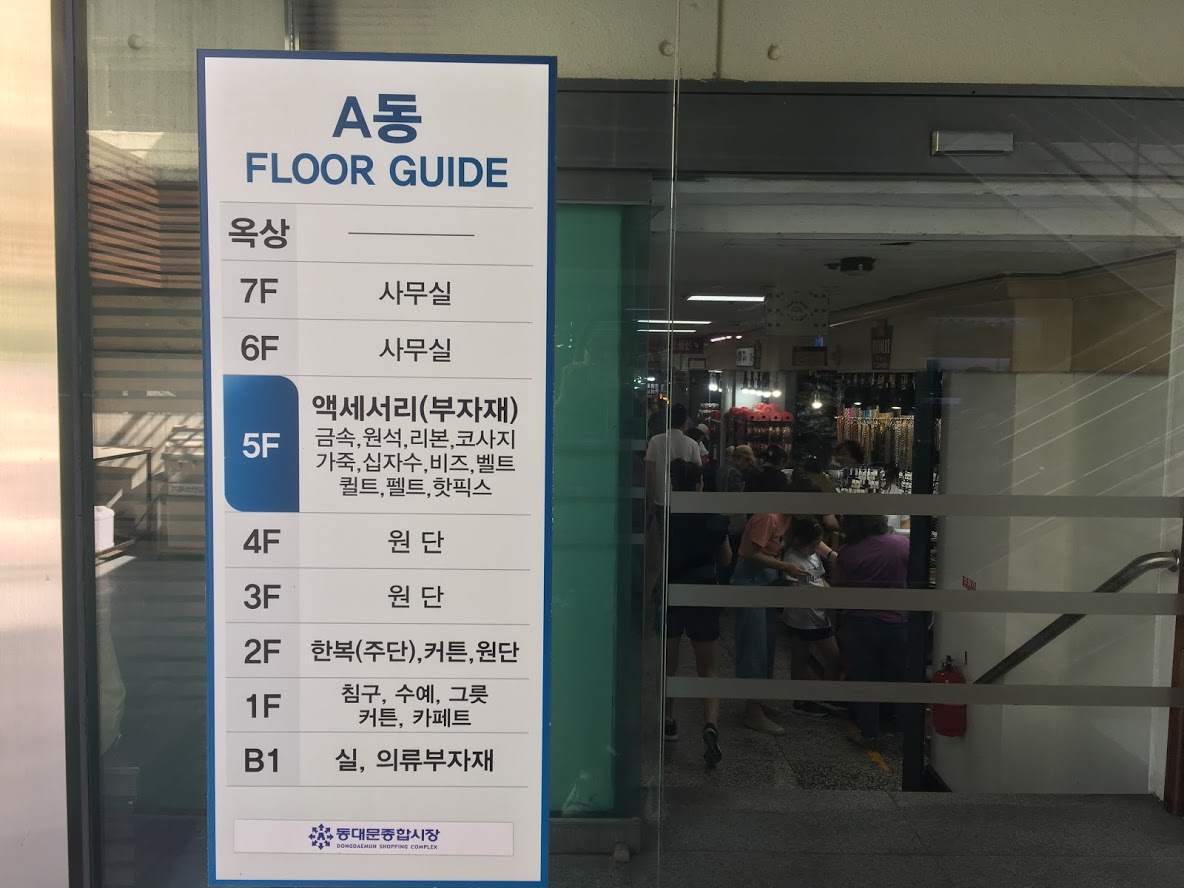 A동
FLOOR GUIDE
옥상
7F 사무실
6F 사무실
5F 액세서리(부자재)
금속,원석,리본,코사지
가죽,십자수,비즈,벨트
퀼트,펠트,핫픽스
4F 원 단
3F 원 단
2F 한복(주단),커튼,원단
1F 침구, 수예, 그릇
커튼, 카페트
B1 실, 의류부자재
동대문종합시장
DONGDAEMUN SHOPPING COMPLEX